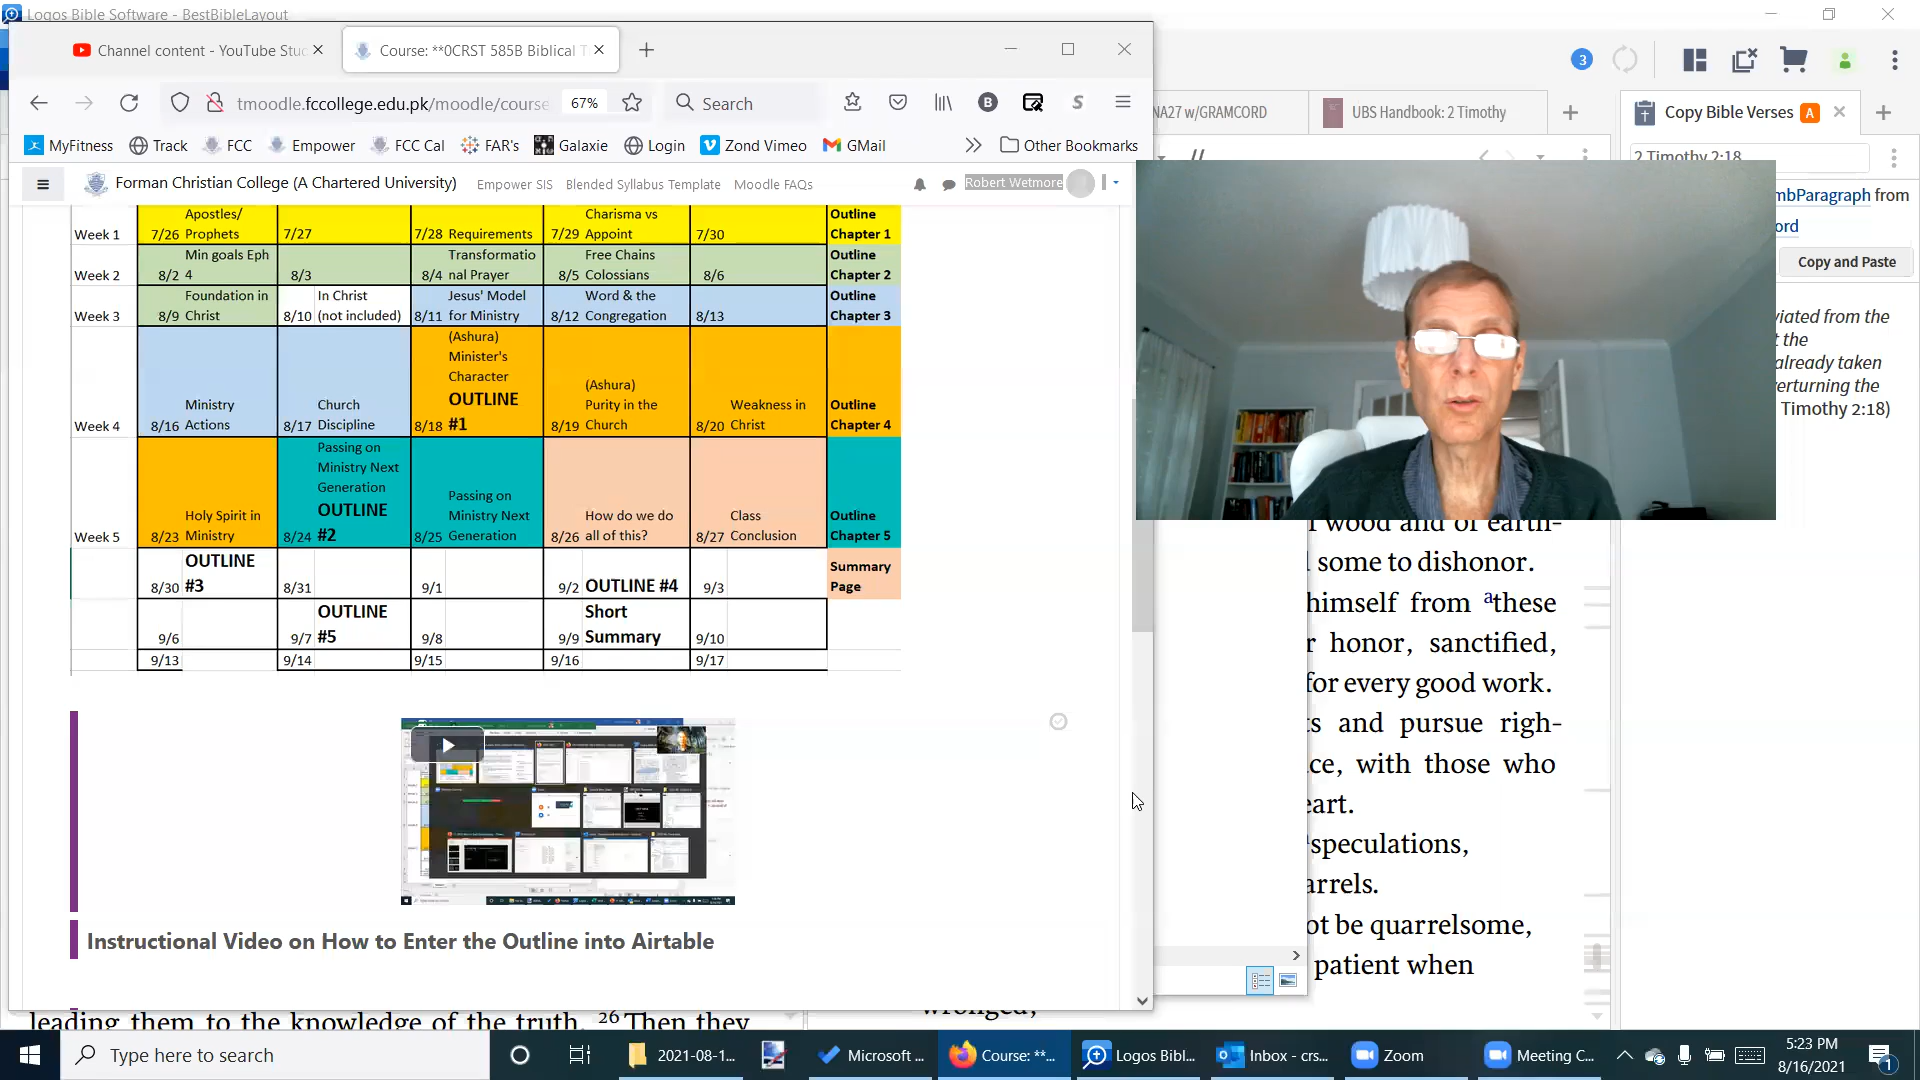 Logos Bible Software - BestBibleLayout
Channel content - YouTube Stu
Course: **0CRST 585B Biblical T
tmoodle.fccollege.edu.pk/moodle/course
67%
Search
MyFitness
Track
FCC
Empower
FCC Cal
FAR's
Galaxie
Login
Zond Vimeo
GMail
Other Bookmarks
Forman Christian College (A Chartered University)
Empower SIS
Blended Syllabus Template
Moodle FAQs
Robert Wetmore
Week 1
7/26 Apostles/ Prophets
7/27
7/28 Requirements
7/29 Charisma vs Appoint
7/30
Outline Chapter 1
Week 2
8/2 Min goals Eph 4
8/3
8/4 Transformatio nal Prayer
8/5 Free Chains Colossians
8/6
Outline Chapter 2
Week 3
8/9 Foundation in Christ
8/10 In Christ (not included)
8/11 Jesus' Model for Ministry
8/12 Word & the Congregation
8/13
Outline Chapter 3
Week 4
8/16 Ministry Actions
8/17 Church Discipline
8/18 (Ashura) Minister's Character OUTLINE #1
8/19 (Ashura) Purity in the Church
8/20 Weakness in Christ
Outline Chapter 4
Week 5
8/23 Holy Spirit in Ministry
8/24 Passing on Ministry Next Generation OUTLINE #2
8/25 Passing on Ministry Next Generation
8/26 How do we do all of this?
8/27 Class Conclusion
Outline Chapter 5
8/30 OUTLINE #3
8/31
9/1
9/2 OUTLINE #4
9/3
Summary Page
9/6
9/7 OUTLINE #5
9/8
9/9 Short Summary
9/10
9/13
9/14
9/15
9/16
9/17
Instructional Video on How to Enter the Outline into Airtable
3
NA27 w/GRAMCORD
UBS Handbook: 2 Timothy
Copy Bible Verses A
2 Timothy 2:18
mbParagraph from
ord
Copy and Paste
viated from the
t the
already taken
verturning the
Timothy 2:18)
f wood and of earth-
some to dishonor.
himself from ᵃthese
r honor, sanctified,
for every good work.
ts and pursue righ-
ce, with those who
eart.
speculations,
arrels.
ot be quarrelsome,
patient when
wronged,
leading them to the knowledge of the truth. 26 Then they
Type here to search
2021-08-1...
Microsoft ...
Course: **...
Logos Bibl...
Inbox - crs...
Zoom
Meeting C...
5:23 PM
8/16/2021
1